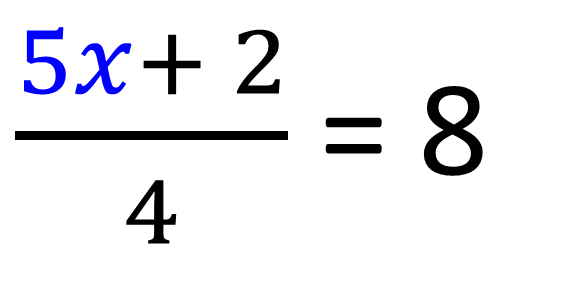 5x + 2
4
= 8